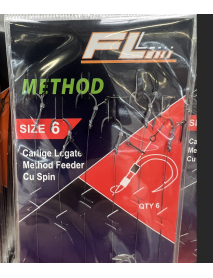 FL
METHOD
SIZE 6
Carlige Legate
Method Feeder
Cu Spin
QTY 6